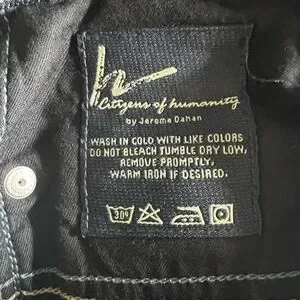 Citizens of humanity
by Jerome Dahan
WASH IN COLD WITH LIKE COLORS
DO NOT BLEACH TUMBLE DRY LOW,
REMOVE PROMPTLY,
WARM IRON IF DESIRED.
30°